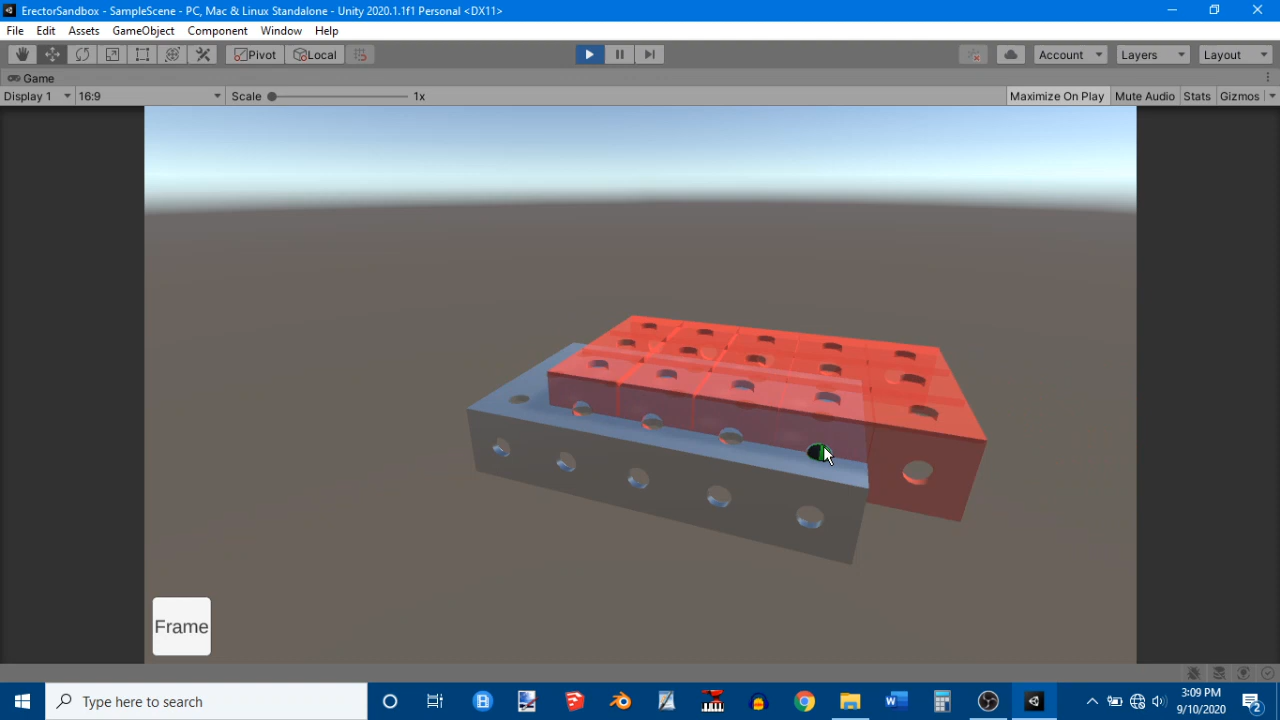 ErectorSandbox - SampleScene - PC, Mac & Linux Standalone - Unity 2020.1.1f1 Personal <DX11>
File Edit Assets GameObject Component Window Help
Pivot Local Account Layers Layout
Game
Display 1 16:9 Scale 1x Maximize On Play Mute Audio Stats Gizmos
Frame
Type here to search
3:09 PM
9/10/2020
2